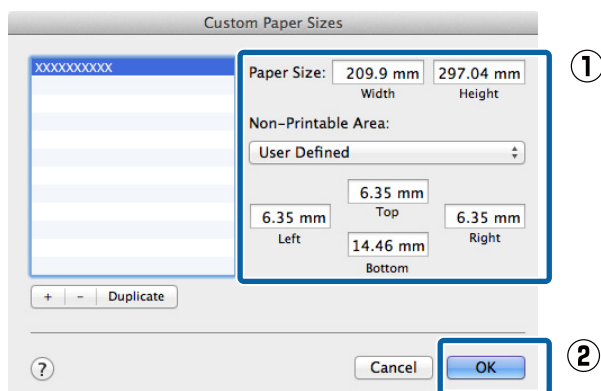 Custom Paper Sizes
XXXXXXXXXX
Paper Size: 209.9 mm 297.04 mm
Width Height
Non-Printable Area:
User Defined
6.35 mm
Top
6.35 mm 6.35 mm
Left Right
14.46 mm
Bottom
+ - Duplicate
? Cancel OK
①
②